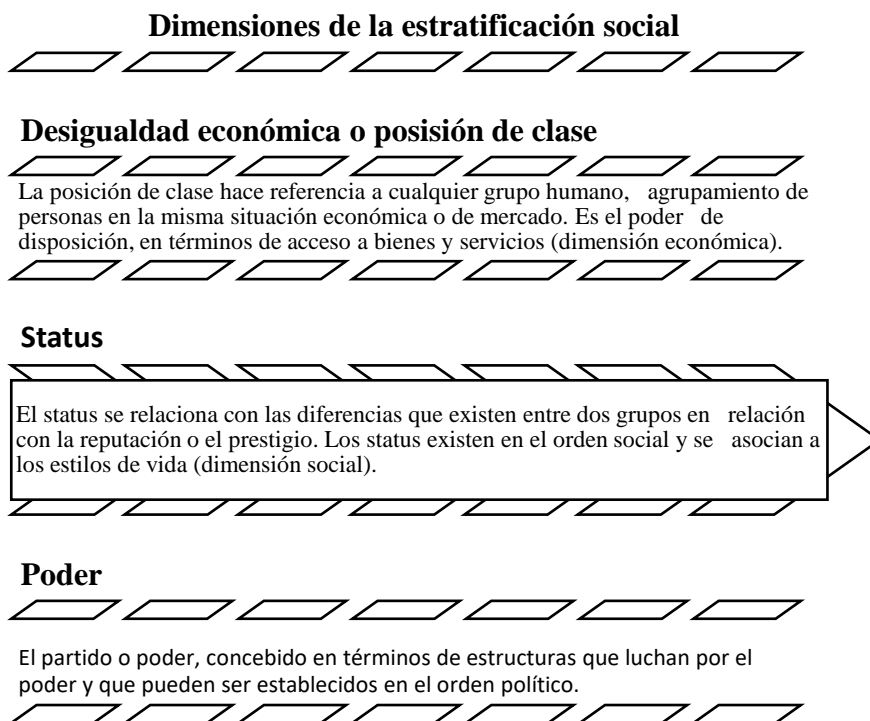 Dimensiones de la estratificación social
Desigualdad económica o posisión de clase
La posición de clase hace referencia a cualquier grupo humano, agrupamiento de
personas en la misma situación económica o de mercado. Es el poder de
disposición, en términos de acceso a bienes y servicios (dimensión económica).
Status
El status se relaciona con las diferencias que existen entre dos grupos en relación
con la reputación o el prestigio. Los status existen en el orden social y se asocian a
los estilos de vida (dimensión social).
Poder
El partido o poder, concebido en términos de estructuras que luchan por el
poder y que pueden ser establecidos en el orden político.